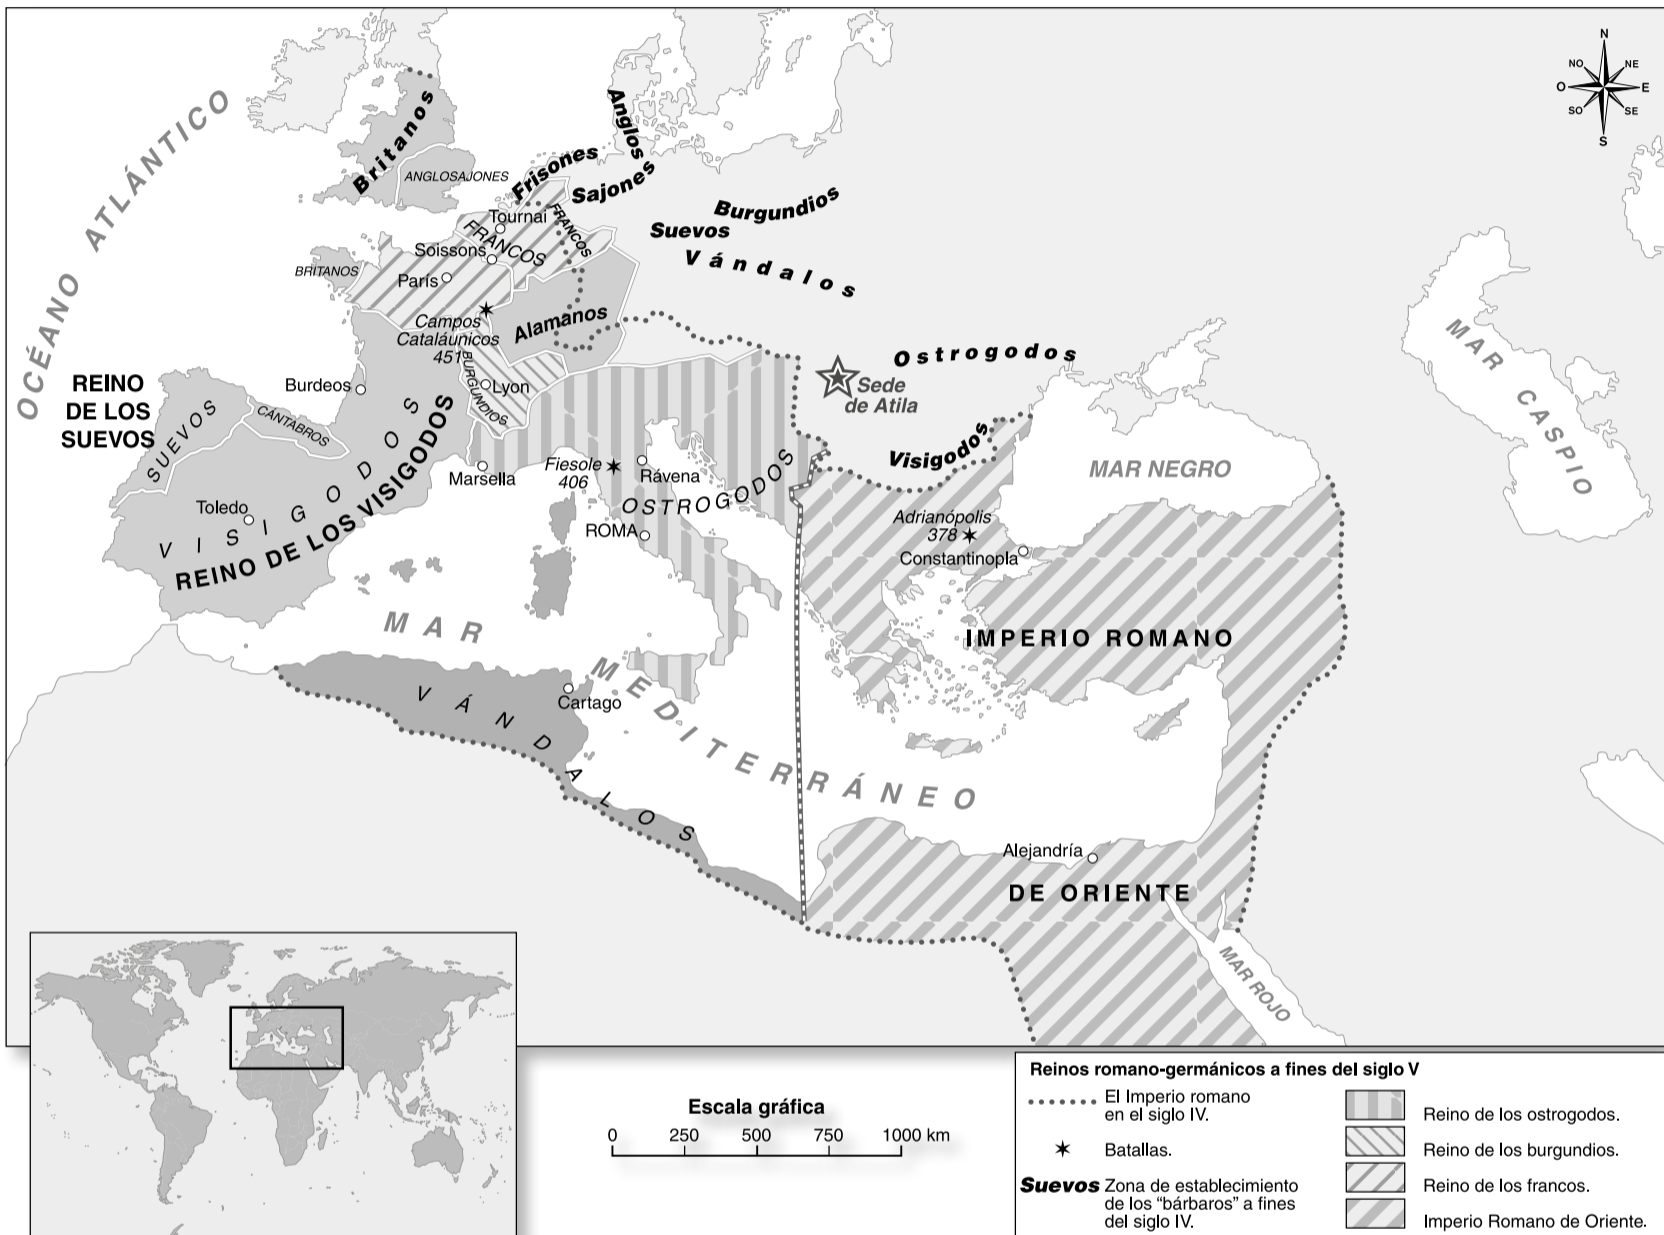 N
NO
NE
O
E
SO
SE
S
OCÉANO ATLÁNTICO
Britanos
ANGLOSAJONES
Anglos
Frisones
Sajones
Burgundios
Suevos
Vándalos
Tournai
FRANCOS
FRANCOS
Soissons
París
BRITANOS
Campos
Cataláunicos
451
Alamanos
BURGUNDIOS
Lyon
Burdeos
Ostrogodos
Sede
de Atila
MAR CASPIO
REINO
DE LOS
SUEVOS
SUEVOS
CÁNTABROS
VISIGODOS
REINO DE LOS VISIGODOS
Toledo
Marsella
Fiesole
406
Rávena
OSTROGODOS
ROMA
Visigodos
MAR NEGRO
Adrianópolis
378
Constantinopla
MAR MEDITERRÁNEO
IMPERIO ROMANO
VÁNDALOS
Cartago
Alejandría
DE ORIENTE
MAR ROJO
Escala gráfica
0 250 500 750 1000 km
Reinos romano-germánicos a fines del siglo V
El Imperio romano
en el siglo IV.
Batallas.
Suevos Zona de establecimiento
de los “bárbaros” a fines
del siglo IV.
Reino de los ostrogodos.
Reino de los burgundios.
Reino de los francos.
Imperio Romano de Oriente.